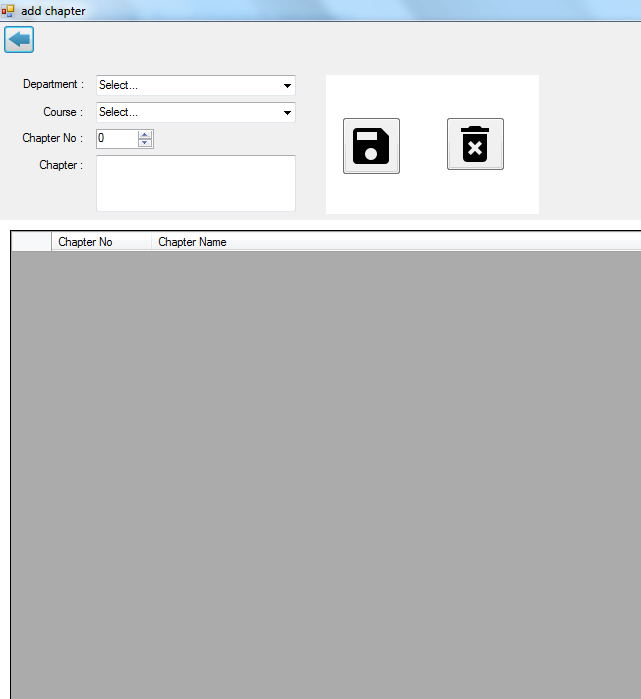 add chapter
Department : Select...
Course : Select...
Chapter No : 0
Chapter :
Chapter No Chapter Name